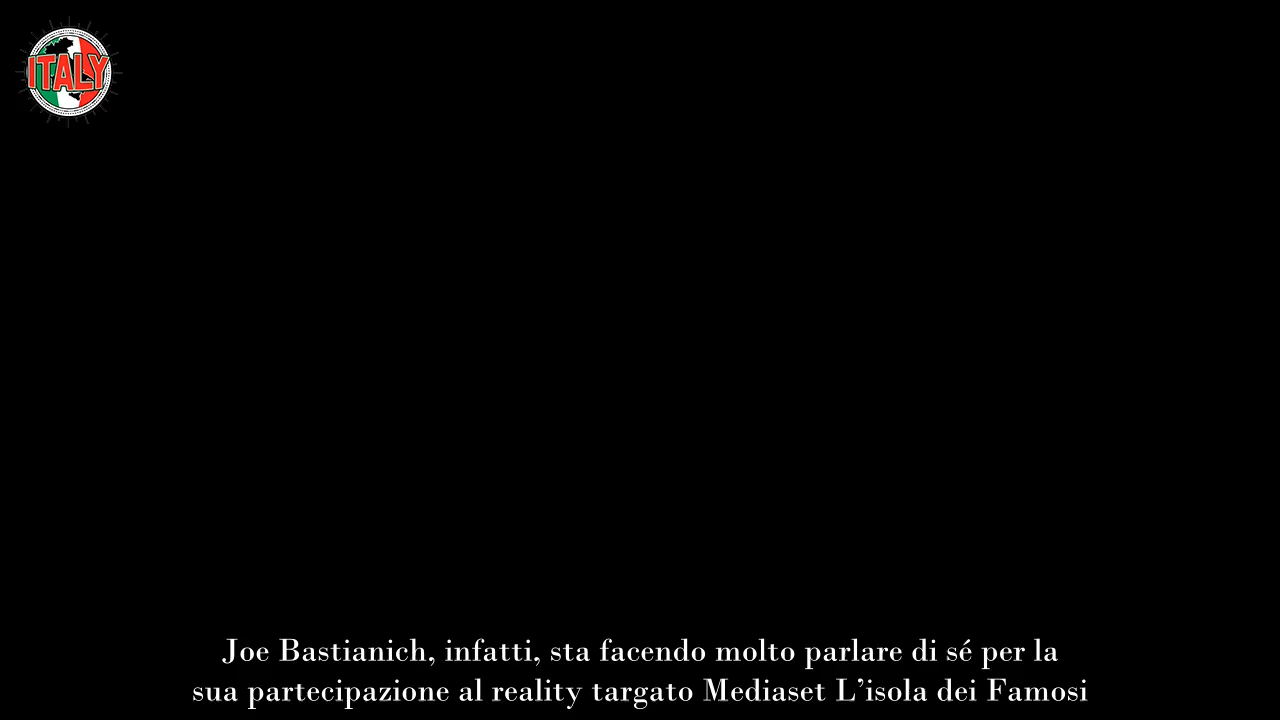 ITALY
Joe Bastianich, infatti, sta facendo molto parlare di sé per la
sua partecipazione al reality targato Mediaset L’isola dei Famosi